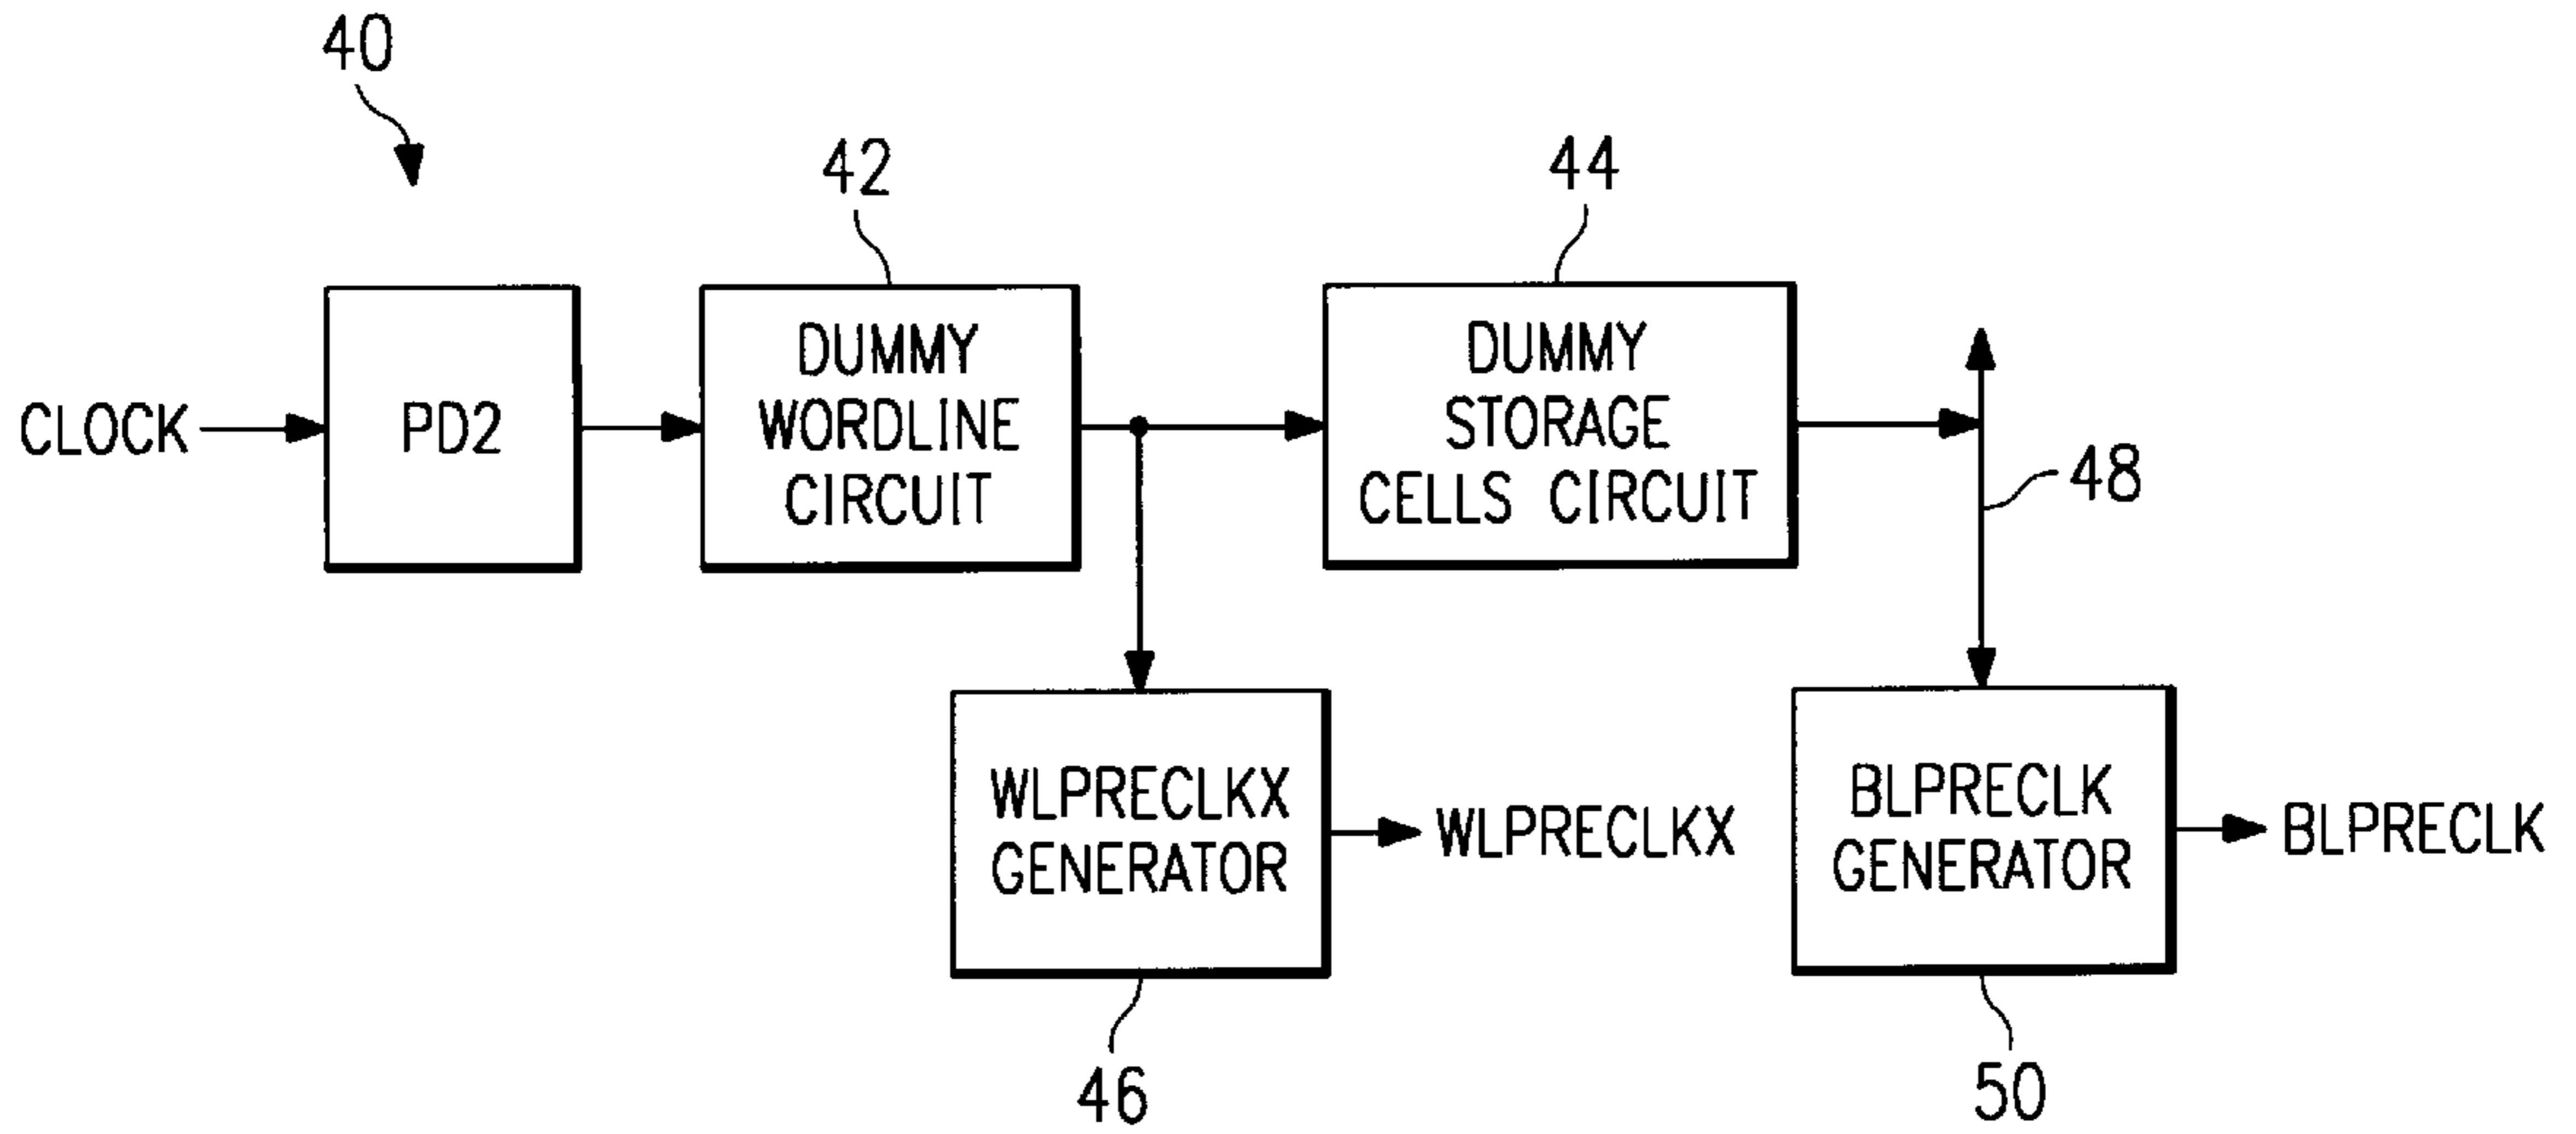 40
42
44
CLOCK
PD2
DUMMY
WORDLINE
CIRCUIT
DUMMY
STORAGE
CELLS CIRCUIT
48
WLPRECLKX
GENERATOR
WLPRECLKX
BLPRECLK
GENERATOR
BLPRECLK
46
50